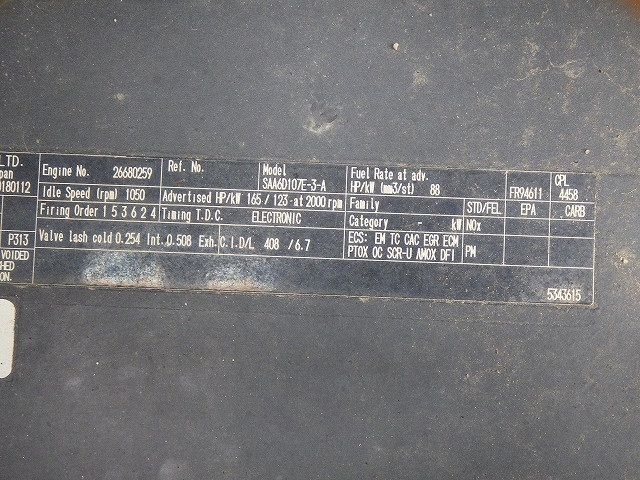 LTD.
pan
0180112
P313
VOIDED
HED
ON.
Engine No. 26680259
Ref. No.
Model
SAA6D107E-3-A
Fuel Rate at adv.
HP/kW (mm3/st) 88
FR94611
CPL
4458
Idle Speed (rpm) 1050
Advertised HP/kW 165 / 123 at 2000 rpm
Family
STD/FEL
EPA
CARB
Firing Order 1 5 3 6 2 4
Timing T.D.C. ELECTRONIC
Category - kW
NOx
Valve lash cold 0.254 Int. 0.508 Exh.
C.I.D/L 408 / 6.7
ECS: EM TC CAC EGR ECM
PTOX OC SCR-U AMOX DFI
PM
5343615